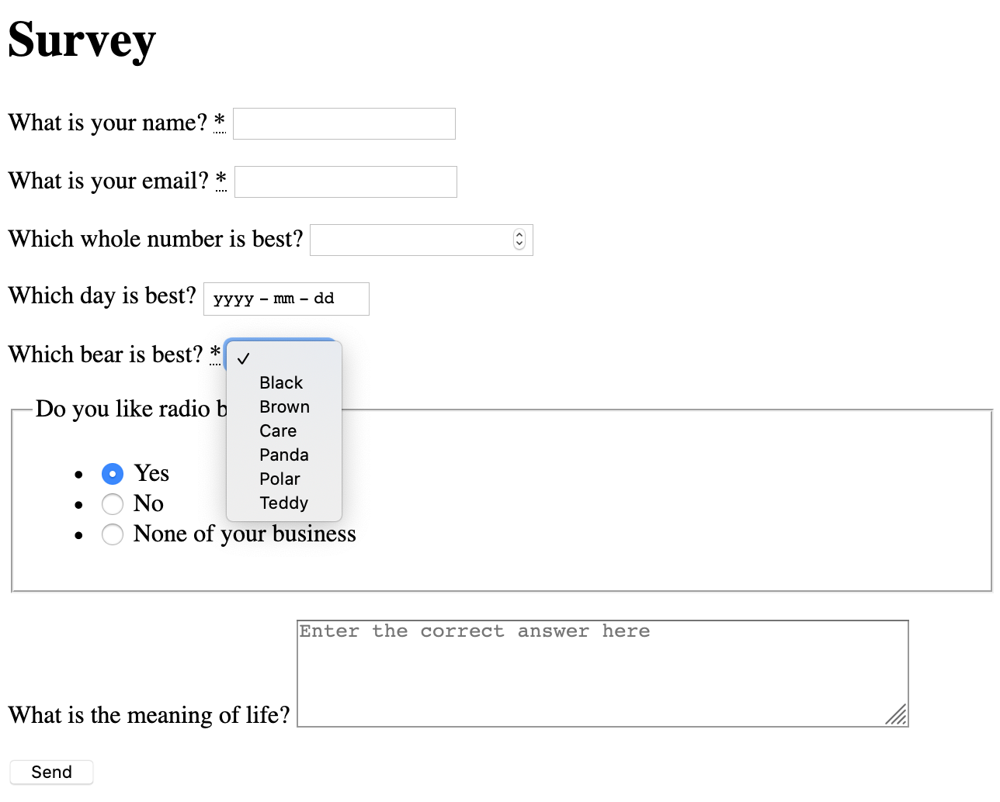 Survey
What is your name? *
What is your email? *
Which whole number is best?
Which day is best? yyyy – mm – dd
Which bear is best? * ✓
Black
Brown
Care
Panda
Polar
Teddy
Do you like radio
Yes
No
None of your business
Enter the correct answer here
What is the meaning of life?
Send